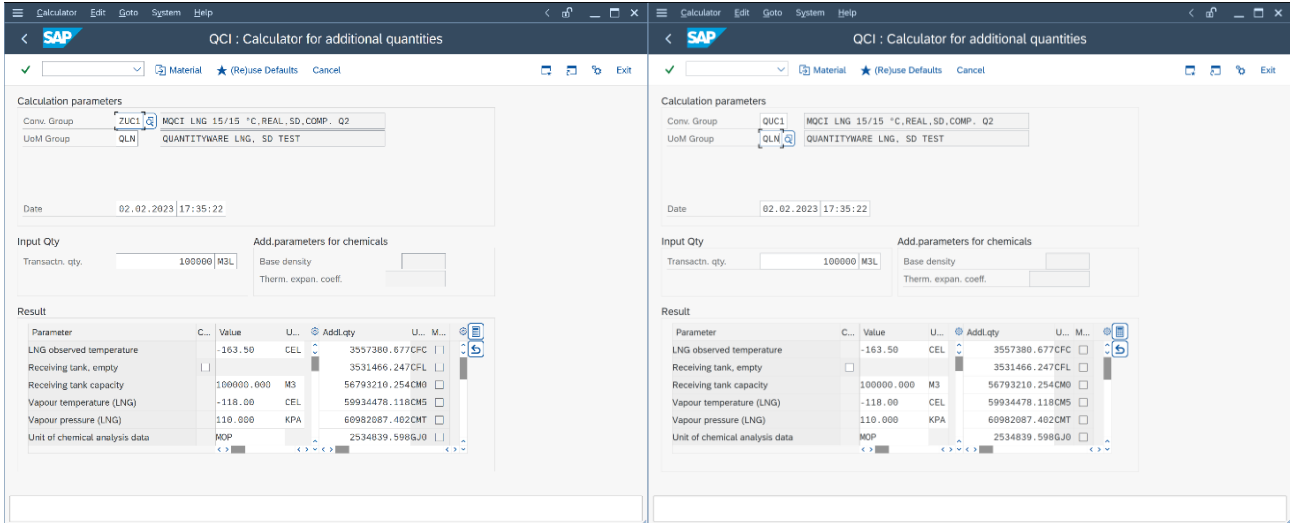 Calculator Edit Goto System Help
SAP QCI : Calculator for additional quantities
Material (Re)use Defaults Cancel Exit
Calculation parameters
Conv. Group ZUC1 MQCI LNG 15/15 °C,REAL,SD,COMP. Q2
UoM Group QLN QUANTITYWARE LNG, SD TEST
Date 02.02.2023 17:35:22
Input Qty Add.parameters for chemicals
Transactn. qty. 100000 M3L Base density
Therm. expan. coeff.
Result
Parameter C... Value U... Addl.qty U... M...
LNG observed temperature -163.50 CEL 3557380.677 CFC
Receiving tank, empty 3531466.247 CFL
Receiving tank capacity 100000.000 M3 56793210.254 CM0
Vapour temperature (LNG) -118.00 CEL 59934478.118 CM5
Vapour pressure (LNG) 110.000 KPA 60982087.402 CMT
Unit of chemical analysis data MOP 2534839.598 GJ0
Calculator Edit Goto System Help
SAP QCI : Calculator for additional quantities
Material (Re)use Defaults Cancel Exit
Calculation parameters
Conv. Group QUC1 MQCI LNG 15/15 °C,REAL,SD,COMP. Q2
UoM Group QLN QUANTITYWARE LNG, SD TEST
Date 02.02.2023 17:35:22
Input Qty Add.parameters for chemicals
Transactn. qty. 100000 M3L Base density
Therm. expan. coeff.
Result
Parameter C... Value U... Addl.qty U... M...
LNG observed temperature -163.50 CEL 3557380.677 CFC
Receiving tank, empty 3531466.247 CFL
Receiving tank capacity 100000.000 M3 56793210.254 CM0
Vapour temperature (LNG) -118.00 CEL 59934478.118 CM5
Vapour pressure (LNG) 110.000 KPA 60982087.402 CMT
Unit of chemical analysis data MOP 2534839.598 GJ0